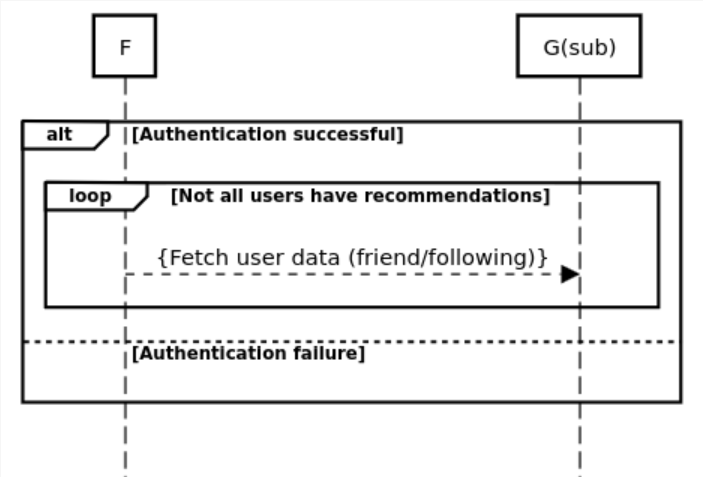 F
G(sub)
alt
[Authentication successful]
loop
[Not all users have recommendations]
{Fetch user data (friend/following)}
[Authentication failure]